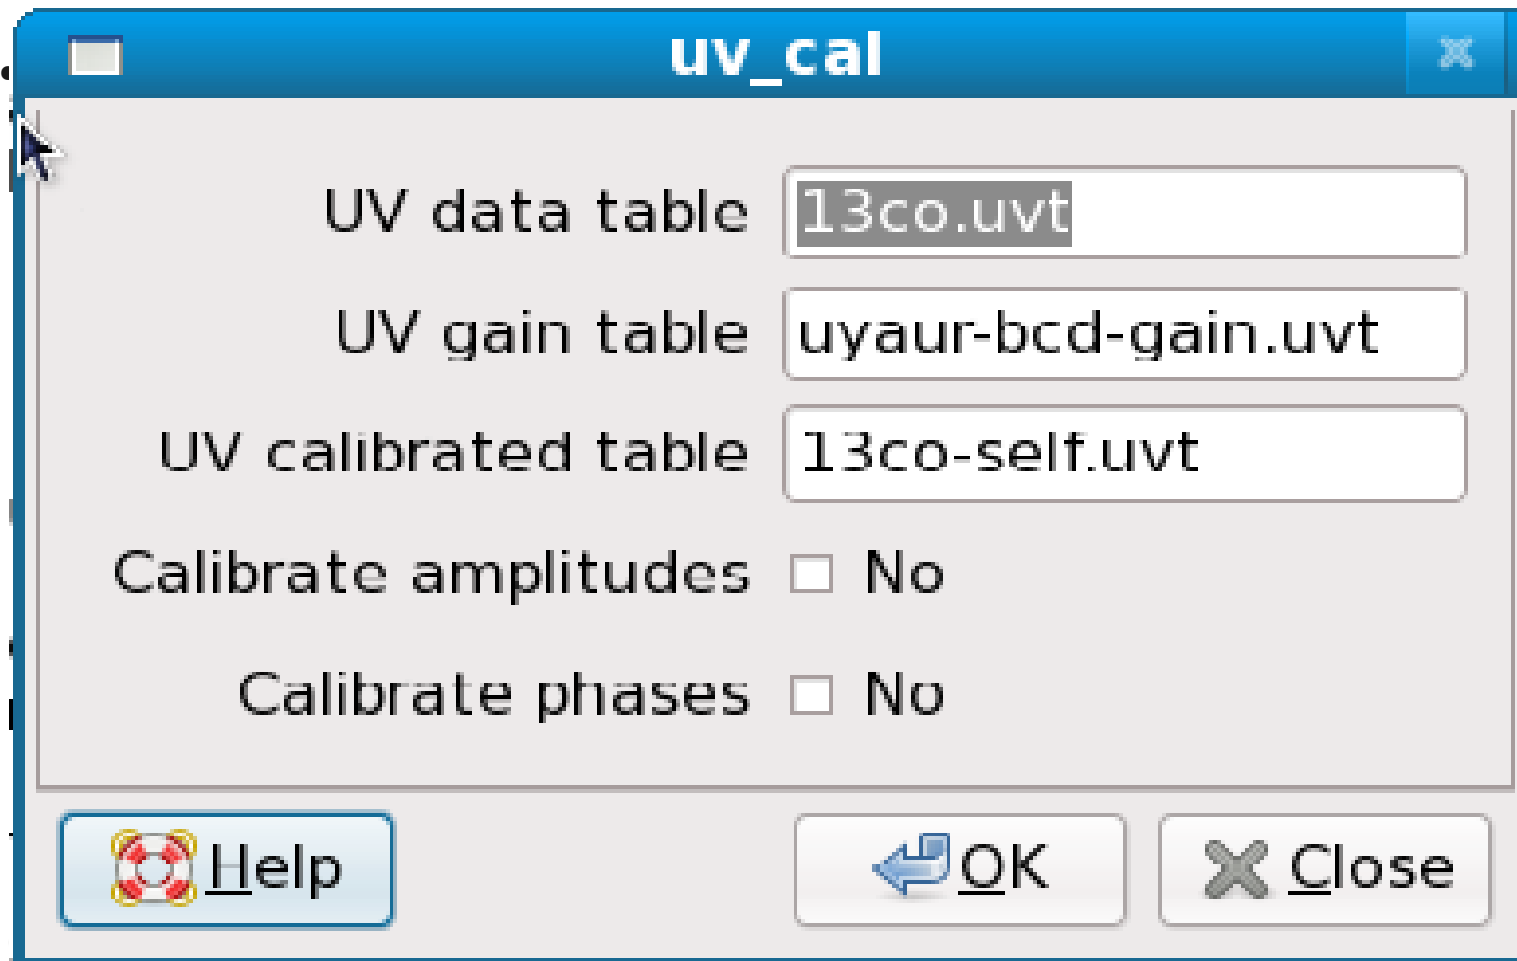 uv_cal
UV data table 13co.uvt
UV gain table uyaur-bcd-gain.uvt
UV calibrated table 13co-self.uvt
Calibrate amplitudes No
Calibrate phases No
Help OK Close